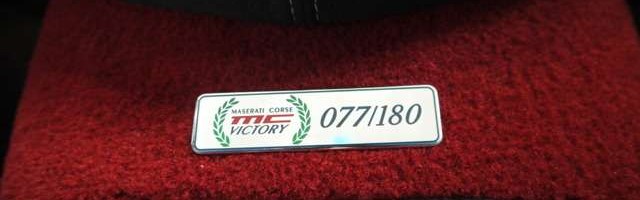 MASERATI CORSE
MC
VICTORY
077/180